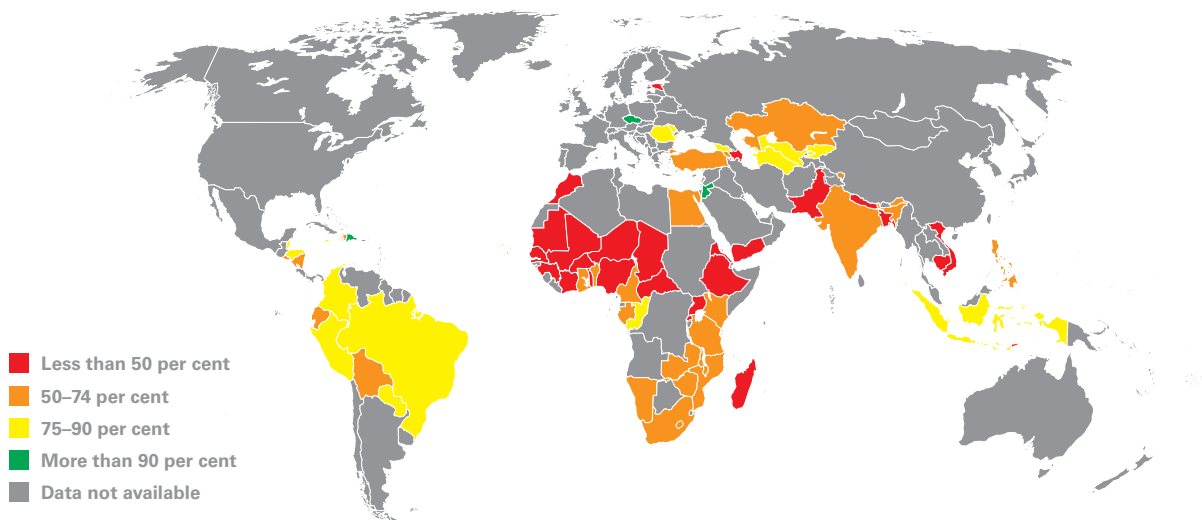 Less than 50 per cent
50–74 per cent
75–90 per cent
More than 90 per cent
Data not available